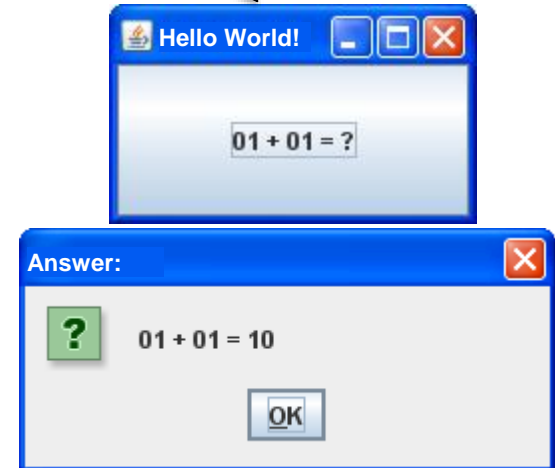 Hello World!
01 + 01 = ?
Answer:
?
01 + 01 = 10
OK